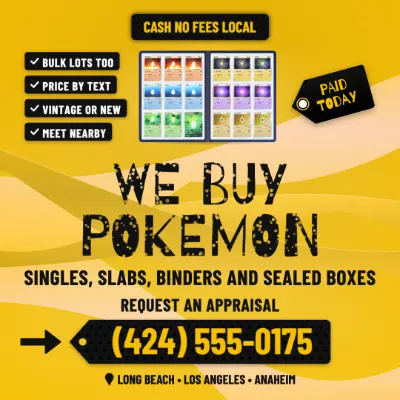 CASH NO FEES LOCAL
✓ BULK LOTS TOO
✓ PRICE BY TEXT
✓ VINTAGE OR NEW
✓ MEET NEARBY
PAID
TODAY
WE BUY
POKEMON
SINGLES, SLABS, BINDERS AND SEALED BOXES
REQUEST AN APPRAISAL
(424) 555-0175
LONG BEACH • LOS ANGELES • ANAHEIM